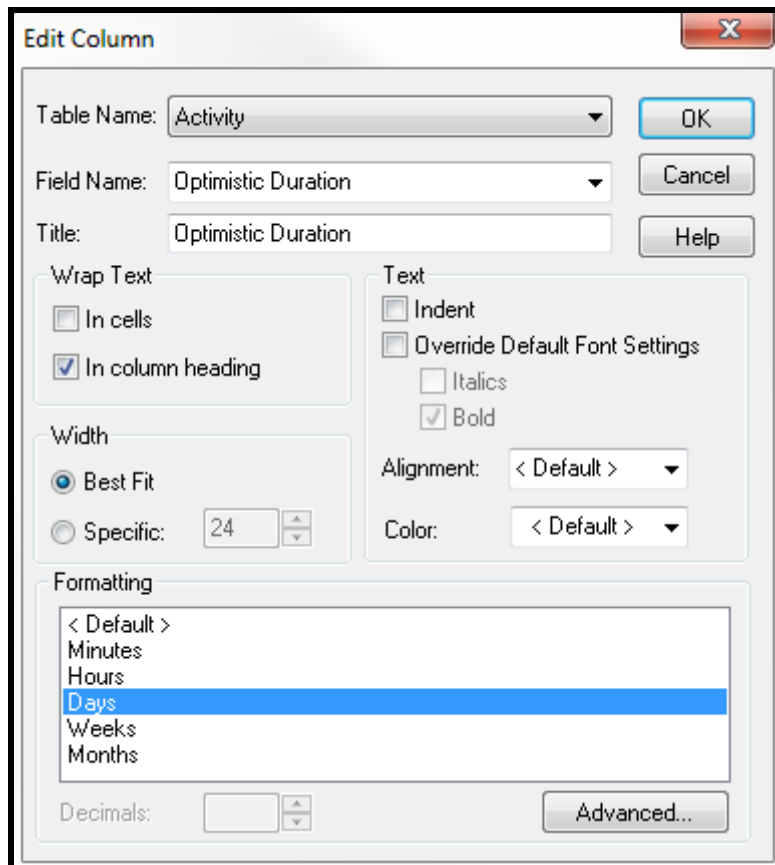 Edit Column
x
Table Name: Activity
OK
Field Name: Optimistic Duration
Cancel
Title: Optimistic Duration
Help
Wrap Text
In cells
In column heading
Text
Indent
Override Default Font Settings
Italics
Bold
Width
Best Fit
Specific: 24
Alignment: < Default >
Color: < Default >
Formatting
< Default >
Minutes
Hours
Days
Weeks
Months
Decimals:
Advanced...